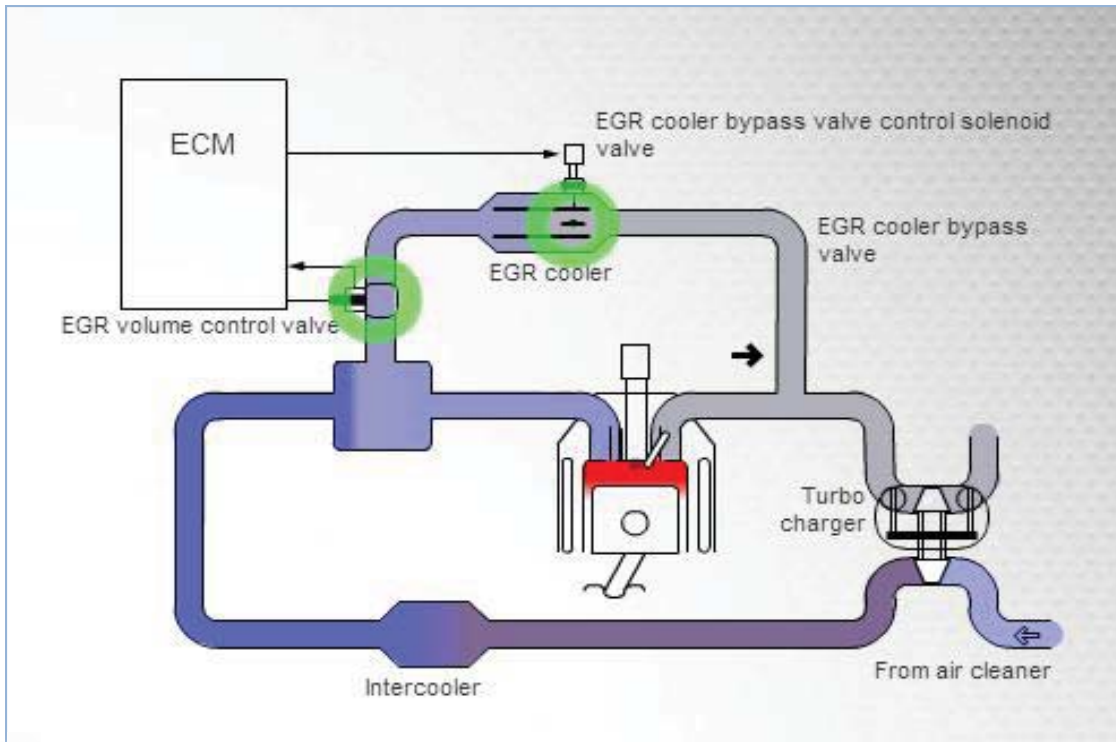 ECM
EGR cooler bypass valve control solenoid
valve
EGR cooler bypass
valve
EGR cooler
EGR volume control valve
Turbo
charger
From air cleaner
Intercooler